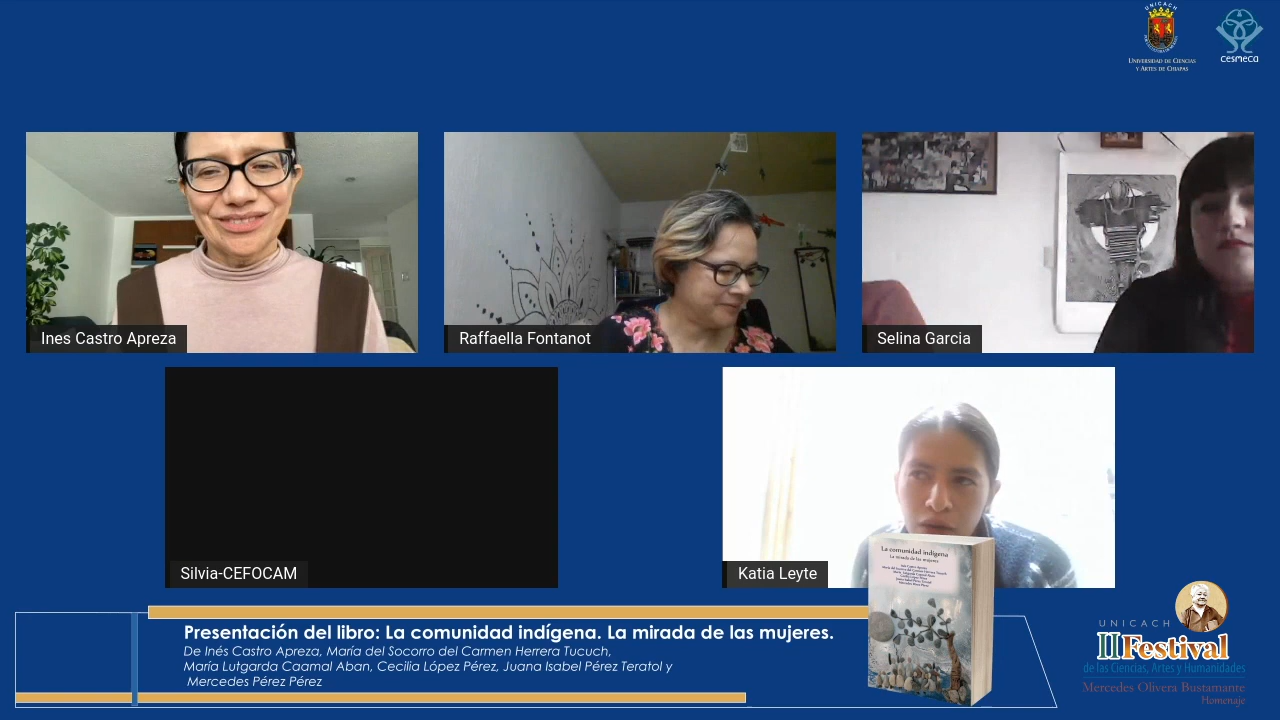 UNICACH
UNIVERSIDAD DE CIENCIAS
Y ARTES DE CHIAPAS
cesmeca
Ines Castro Apreza
Raffaella Fontanot
Selina Garcia
Silvia-CEFOCAM
Katia Leyte
La comunidad indígena
La mirada de las mujeres
Presentación del libro: La comunidad indígena. La mirada de las mujeres.
De Inés Castro Apreza, María del Socorro del Carmen Herrera Tucuch,
María Lutgarda Caamal Aban, Cecilia López Pérez, Juana Isabel Pérez Teratol y
Mercedes Pérez Pérez
UNICACH
II Festival
de las Ciencias, Artes y Humanidades
Mercedes Olivera Bustamante
Homenaje